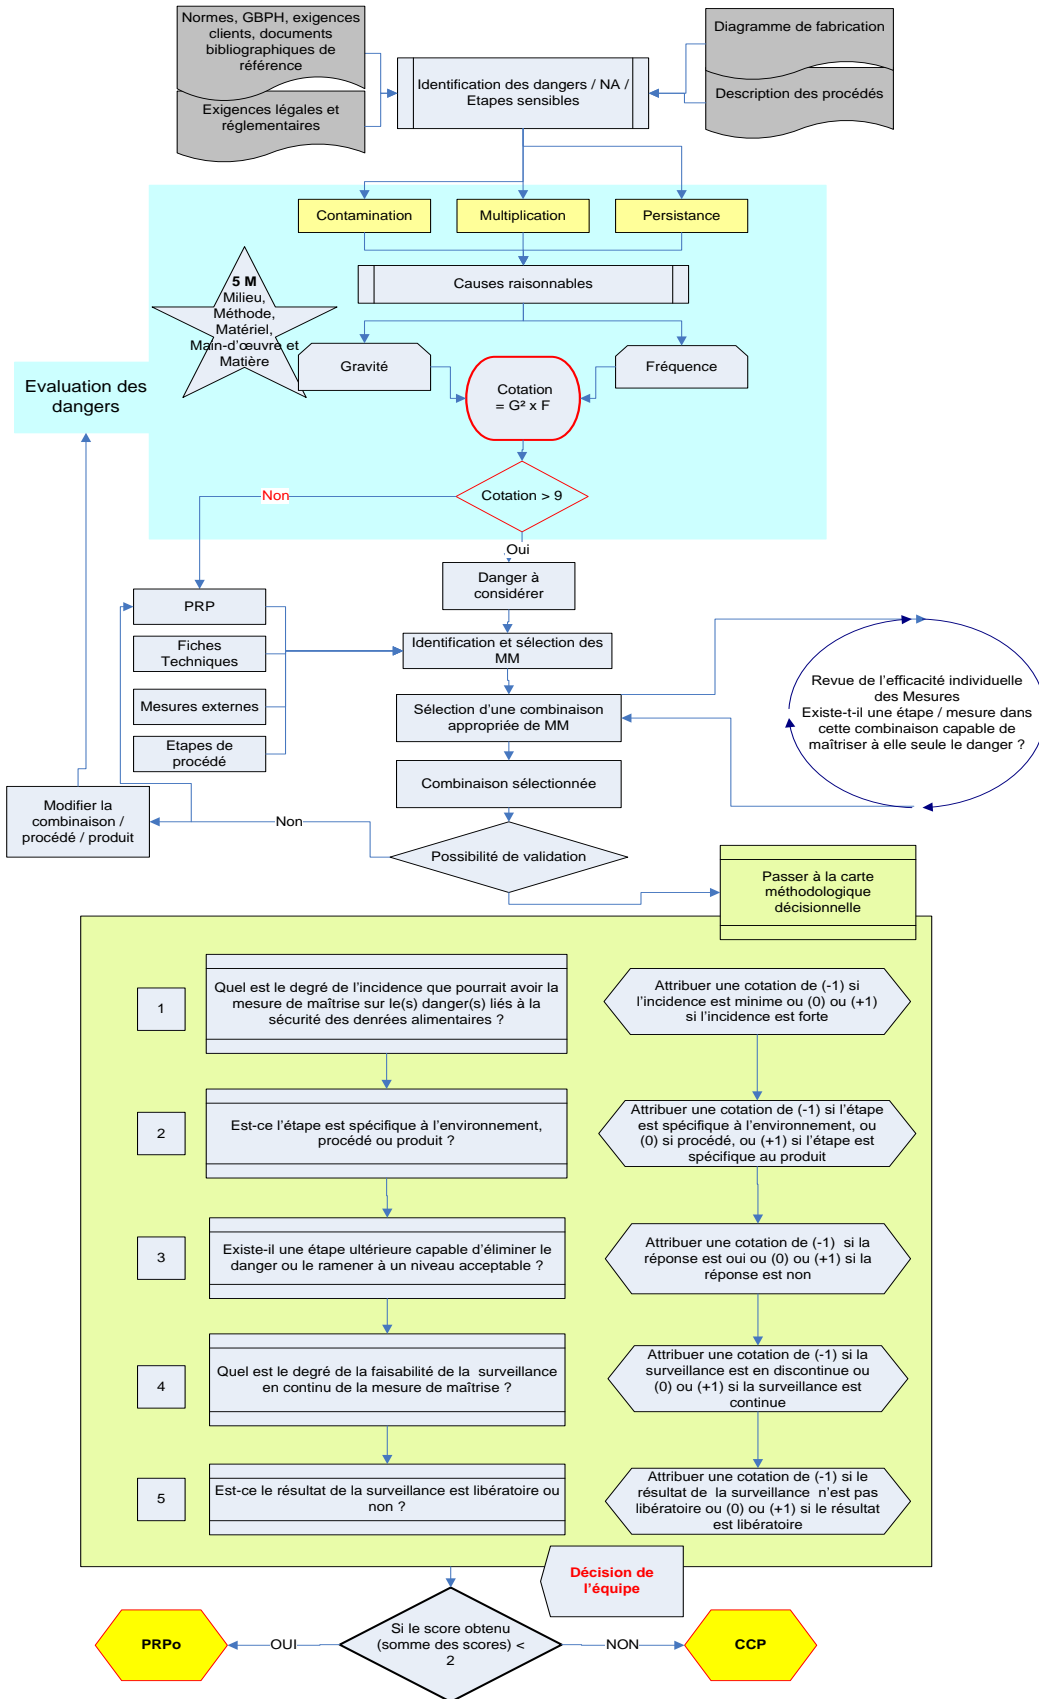 Normes, GBPH, exigences
clients, documents
bibliographiques de
référence
Exigences légales et
réglementaires
Identification des dangers / NA /
Etapes sensibles
Diagramme de fabrication
Description des procédés
Contamination
Multiplication
Persistance
5 M
Milieu,
Méthode,
Matériel,
Main-d'œuvre et
Matière
Causes raisonnables
Gravité
Fréquence
Cotation
= G² x F
Evaluation des
dangers
Cotation > 9
Non
Oui
Danger à
considérer
PRP
Fiches
Techniques
Mesures externes
Etapes de
procédé
Identification et sélection des
MM
Sélection d'une combinaison
appropriée de MM
Combinaison sélectionnée
Revue de l'efficacité individuelle
des Mesures
Existe-t-il une étape / mesure dans
cette combinaison capable de
maîtriser à elle seule le danger ?
Modifier la
combinaison /
procédé / produit
Non
Possibilité de validation
Passer à la carte
méthodologique
décisionnelle
1
Quel est le degré de l'incidence que pourrait avoir la
mesure de maîtrise sur le(s) danger(s) liés à la
sécurité des denrées alimentaires ?
Attribuer une cotation de (-1) si
l'incidence est minime ou (0) ou (+1)
si l'incidence est forte
2
Est-ce l'étape est spécifique à l'environnement,
procédé ou produit ?
Attribuer une cotation de (-1) si l'étape
est spécifique à l'environnement, ou
(0) si procédé, ou (+1) si l'étape est
spécifique au produit
3
Existe-il une étape ultérieure capable d'éliminer le
danger ou le ramener à un niveau acceptable ?
Attribuer une cotation de (-1) si la
réponse est oui ou (0) ou (+1) si la
réponse est non
4
Quel est le degré de la faisabilité de la surveillance
en continu de la mesure de maîtrise ?
Attribuer une cotation de (-1) si la
surveillance est en discontinue ou
(0) ou (+1) si la surveillance est
continue
5
Est-ce le résultat de la surveillance est libératoire ou
non ?
Attribuer une cotation de (-1) si le
résultat de la surveillance n'est pas
libératoire ou (0) ou (+1) si le résultat
est libératoire
Décision de
l'équipe
Si le score obtenu
(somme des scores) <
2
PRPo
OUI
NON
CCP